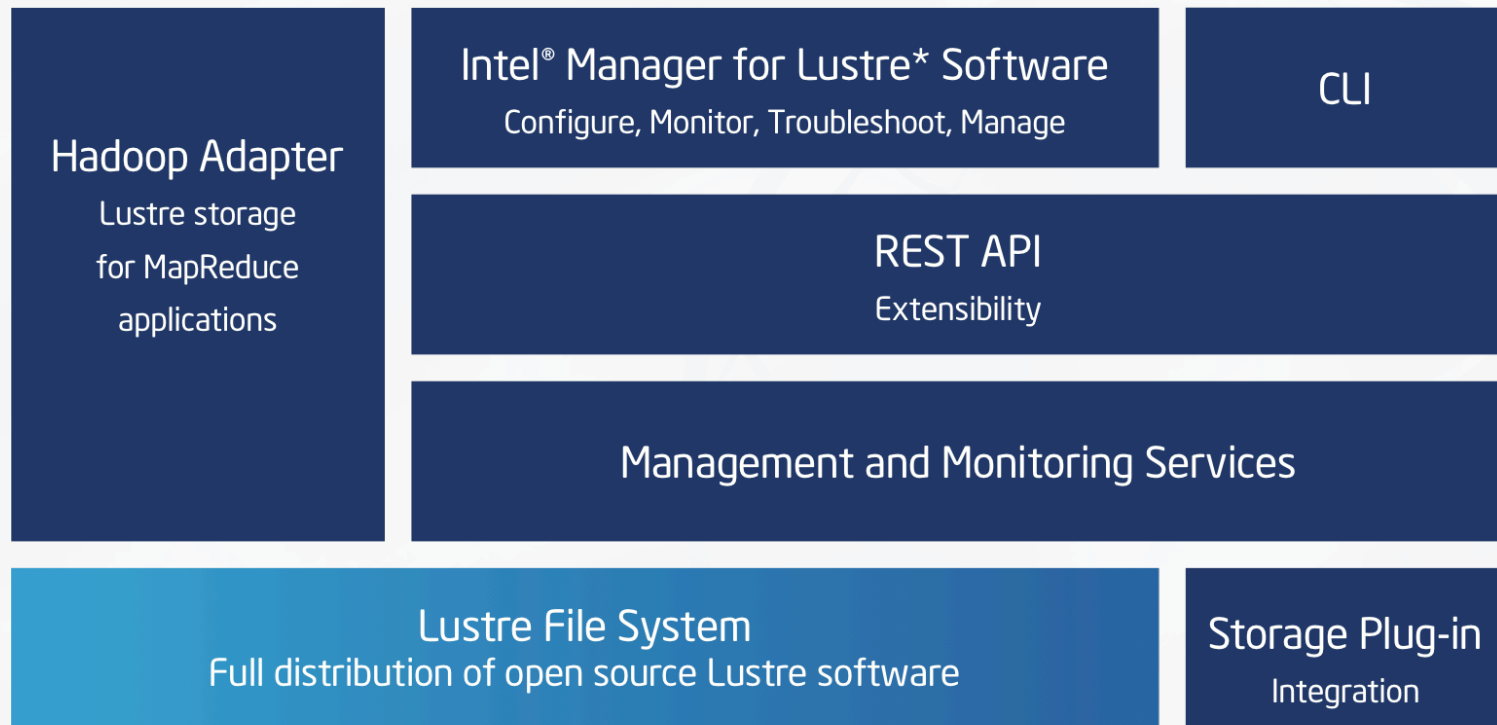 Hadoop Adapter
Lustre storage
for MapReduce
applications
Intel® Manager for Lustre* Software
Configure, Monitor, Troubleshoot, Manage
CLI
REST API
Extensibility
Management and Monitoring Services
Lustre File System
Full distribution of open source Lustre software
Storage Plug-in
Integration